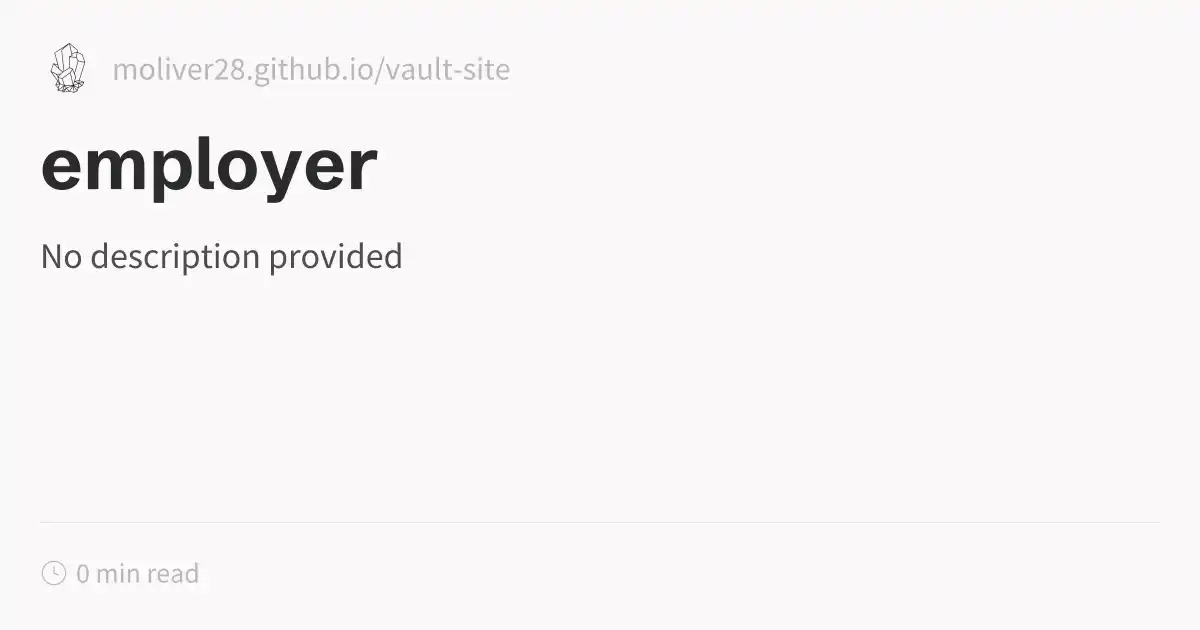 moliver28.github.io/vault-site
employer
No description provided
0 min read